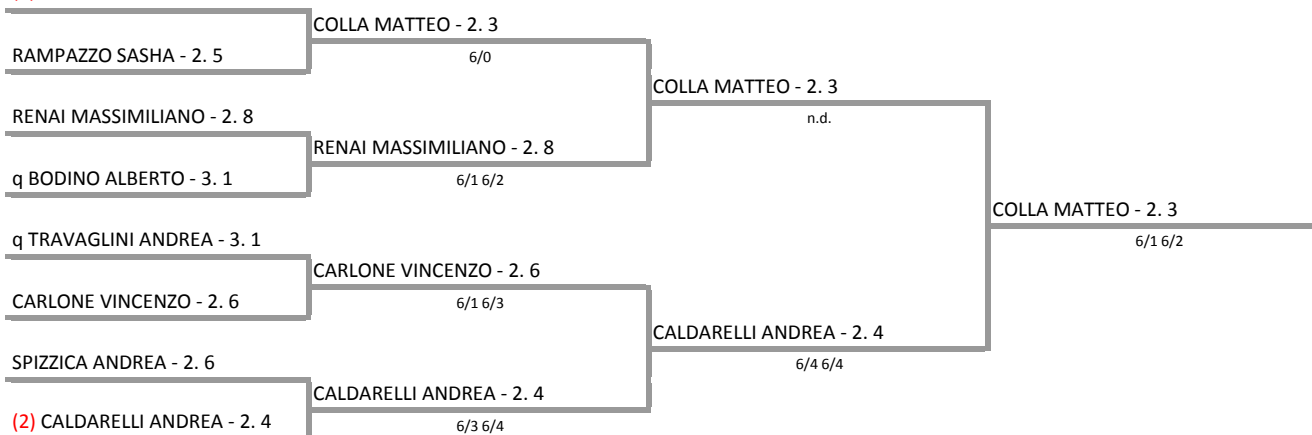 COLLA MATTEO - 2. 3
RAMPAZZO SASHA - 2. 5
6/0
COLLA MATTEO - 2. 3
RENAI MASSIMILIANO - 2. 8
n.d.
RENAI MASSIMILIANO - 2. 8
q BODINO ALBERTO - 3. 1
6/1 6/2
COLLA MATTEO - 2. 3
q TRAVAGLINI ANDREA - 3. 1
6/1 6/2
CARLONE VINCENZO - 2. 6
CARLONE VINCENZO - 2. 6
6/1 6/3
CALDARELLI ANDREA - 2. 4
SPIZZICA ANDREA - 2. 6
6/4 6/4
CALDARELLI ANDREA - 2. 4
(2) CALDARELLI ANDREA - 2. 4
6/3 6/4